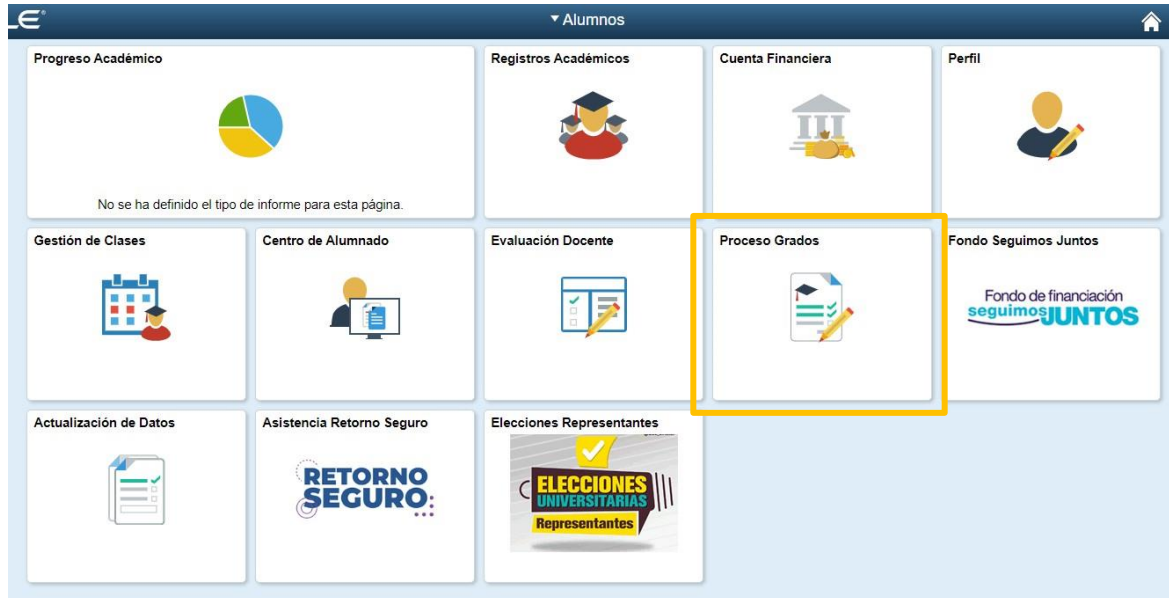 LE
▾ Alumnos
Progreso Académico
Registros Académicos
Cuenta Financiera
Perfil
No se ha definido el tipo de informe para esta página.
Gestión de Clases
Centro de Alumnado
Evaluación Docente
Proceso Grados
Fondo Seguimos Juntos
Fondo de financiación
seguimosJUNTOS
Actualización de Datos
Asistencia Retorno Seguro
Elecciones Representantes
RETORNO
SEGURO
ELECCIONES
UNIVERSITARIAS
Representantes